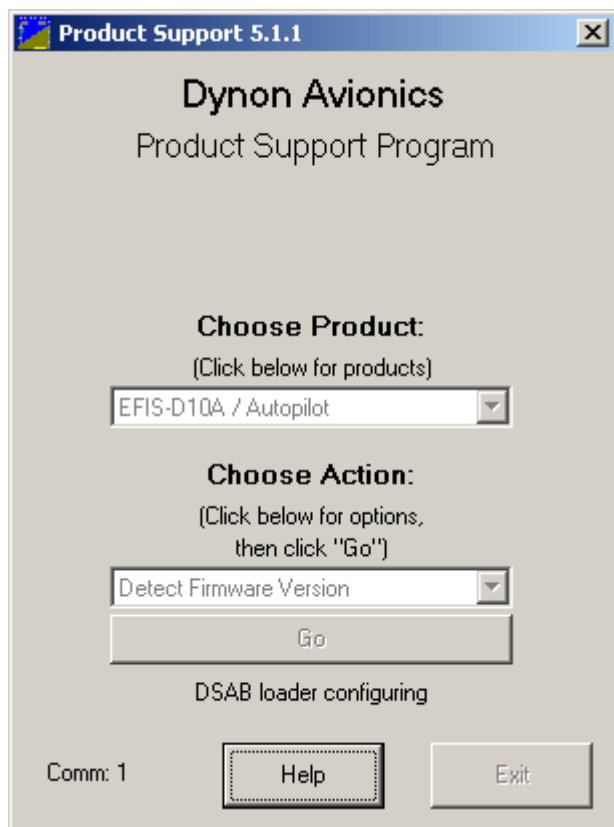 Product Support 5.1.1
Dynon Avionics
Product Support Program
Choose Product:
(Click below for products)
EFIS-D10A / Autopilot
Choose Action:
(Click below for options,
then click "Go")
Detect Firmware Version
Go
DSAB loader configuring
Comm: 1
Help
Exit